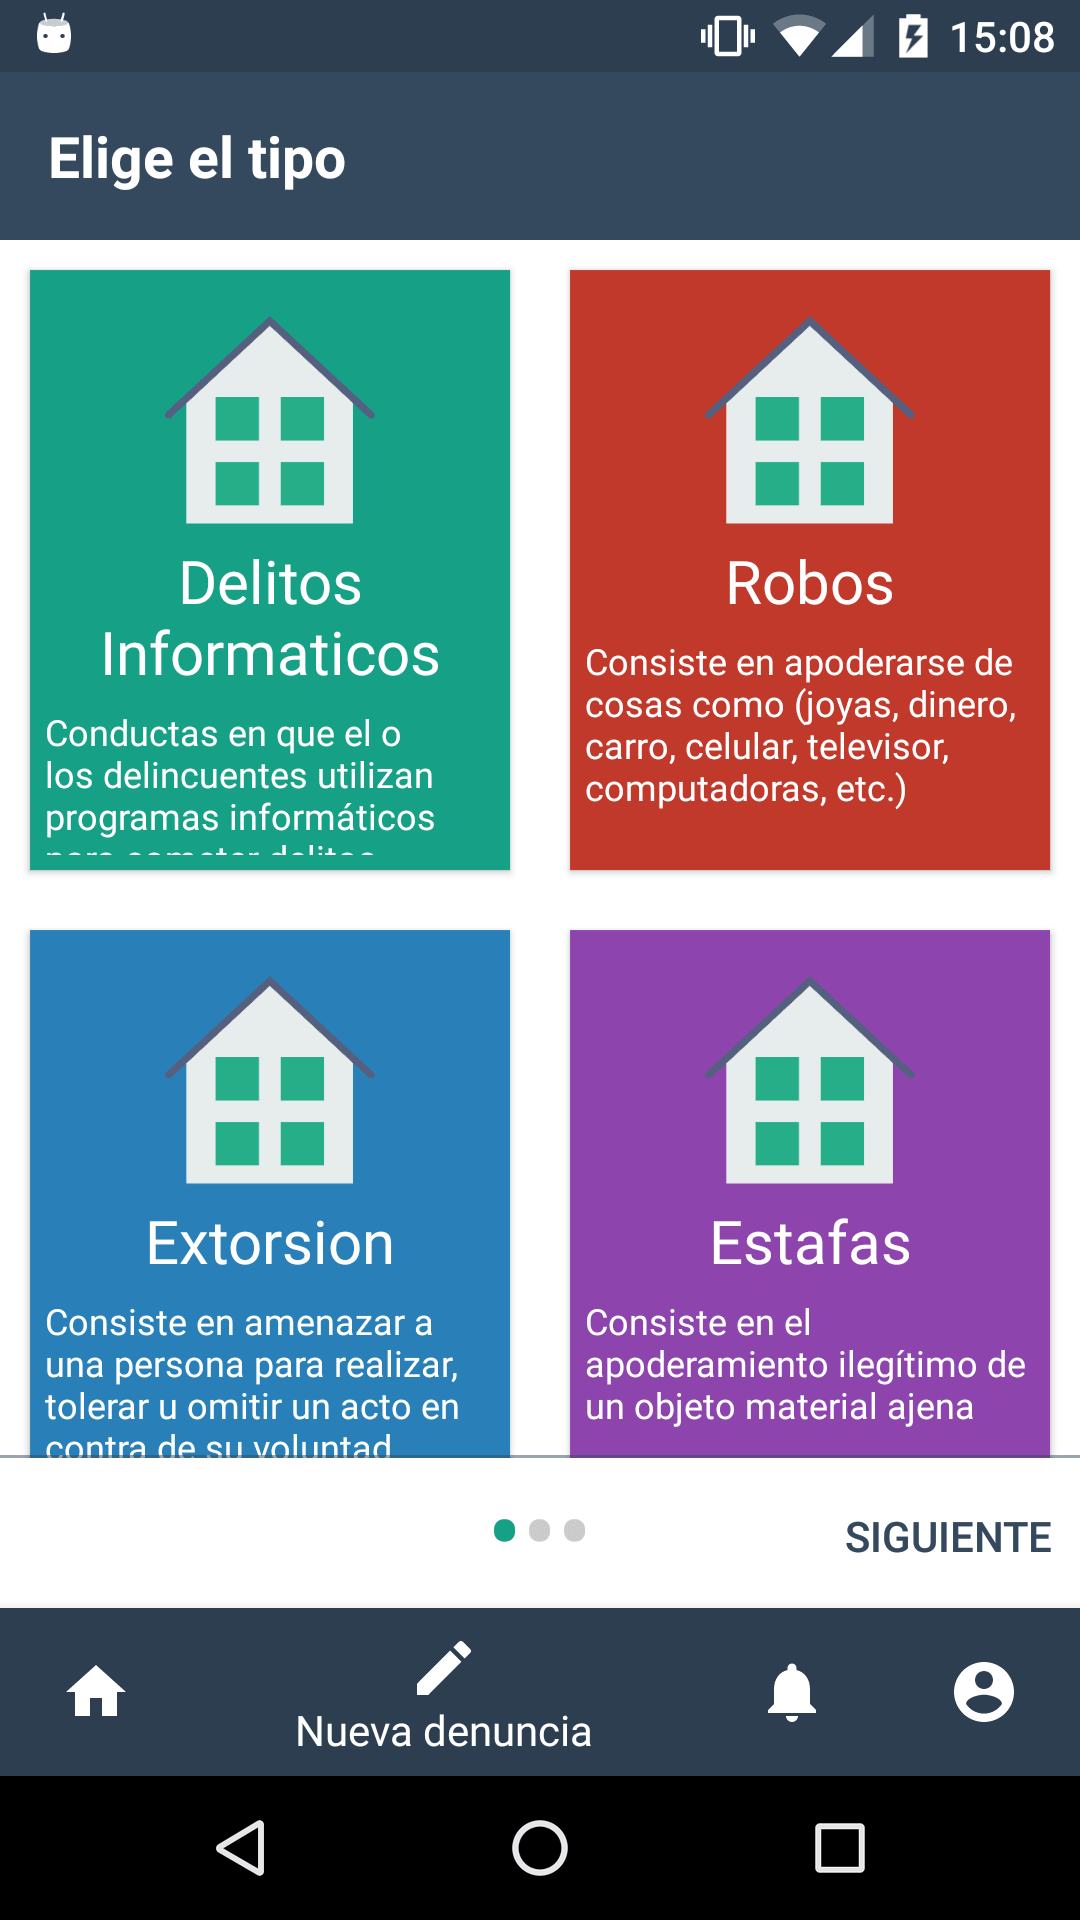 15:08
Elige el tipo
Delitos
Informaticos
Conductas en que el o
los delincuentes utilizan
programas informáticos
para cometer delitos
Robos
Consiste en apoderarse de
cosas como (joyas, dinero,
carro, celular, televisor,
computadoras, etc.)
Extorsion
Consiste en amenazar a
una persona para realizar,
tolerar u omitir un acto en
contra de su voluntad
Estafas
Consiste en el
apoderamiento ilegítimo de
un objeto material ajena
SIGUIENTE
Nueva denuncia